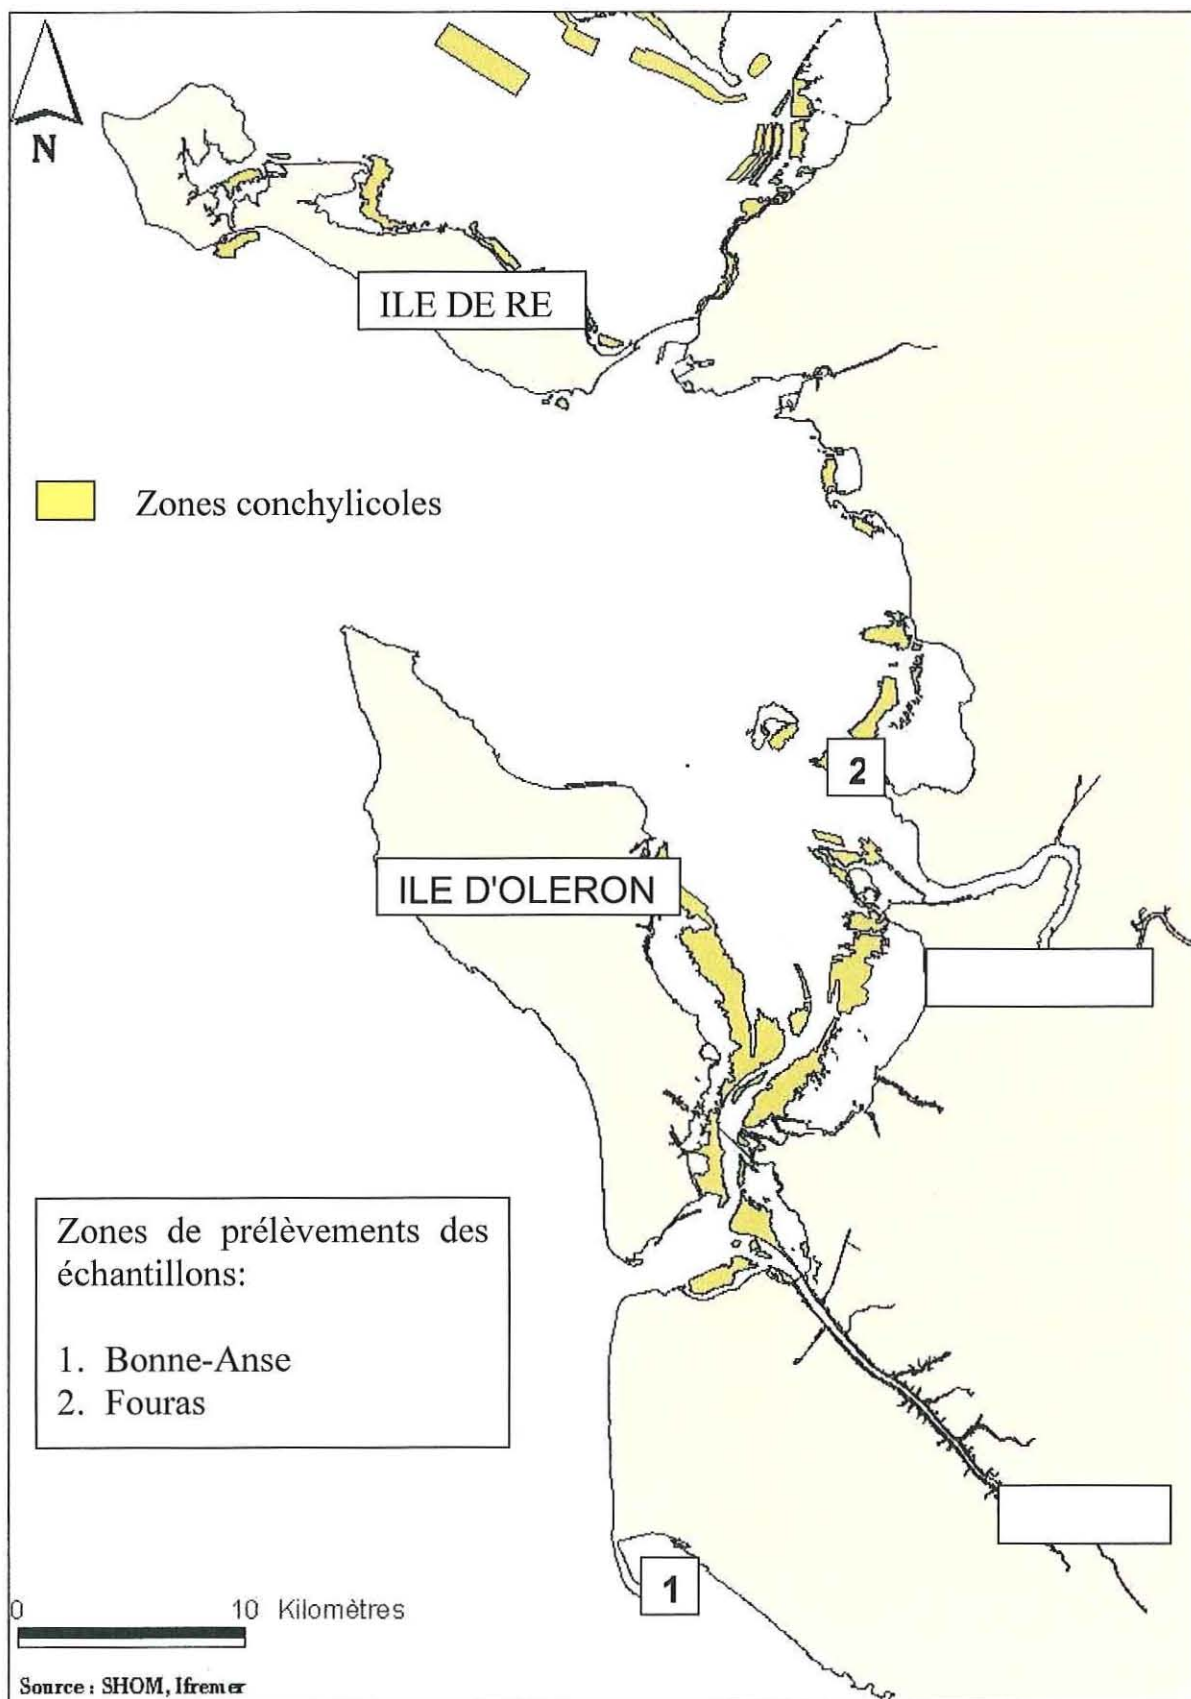 N
ILE DE RE
Zones conchylicoles
2
ILE D'OLERON
Zones de prélèvements des
échantillons:
1. Bonne-Anse
2. Fouras
1
0 10 Kilomètres
Source : SHOM, Ifremer